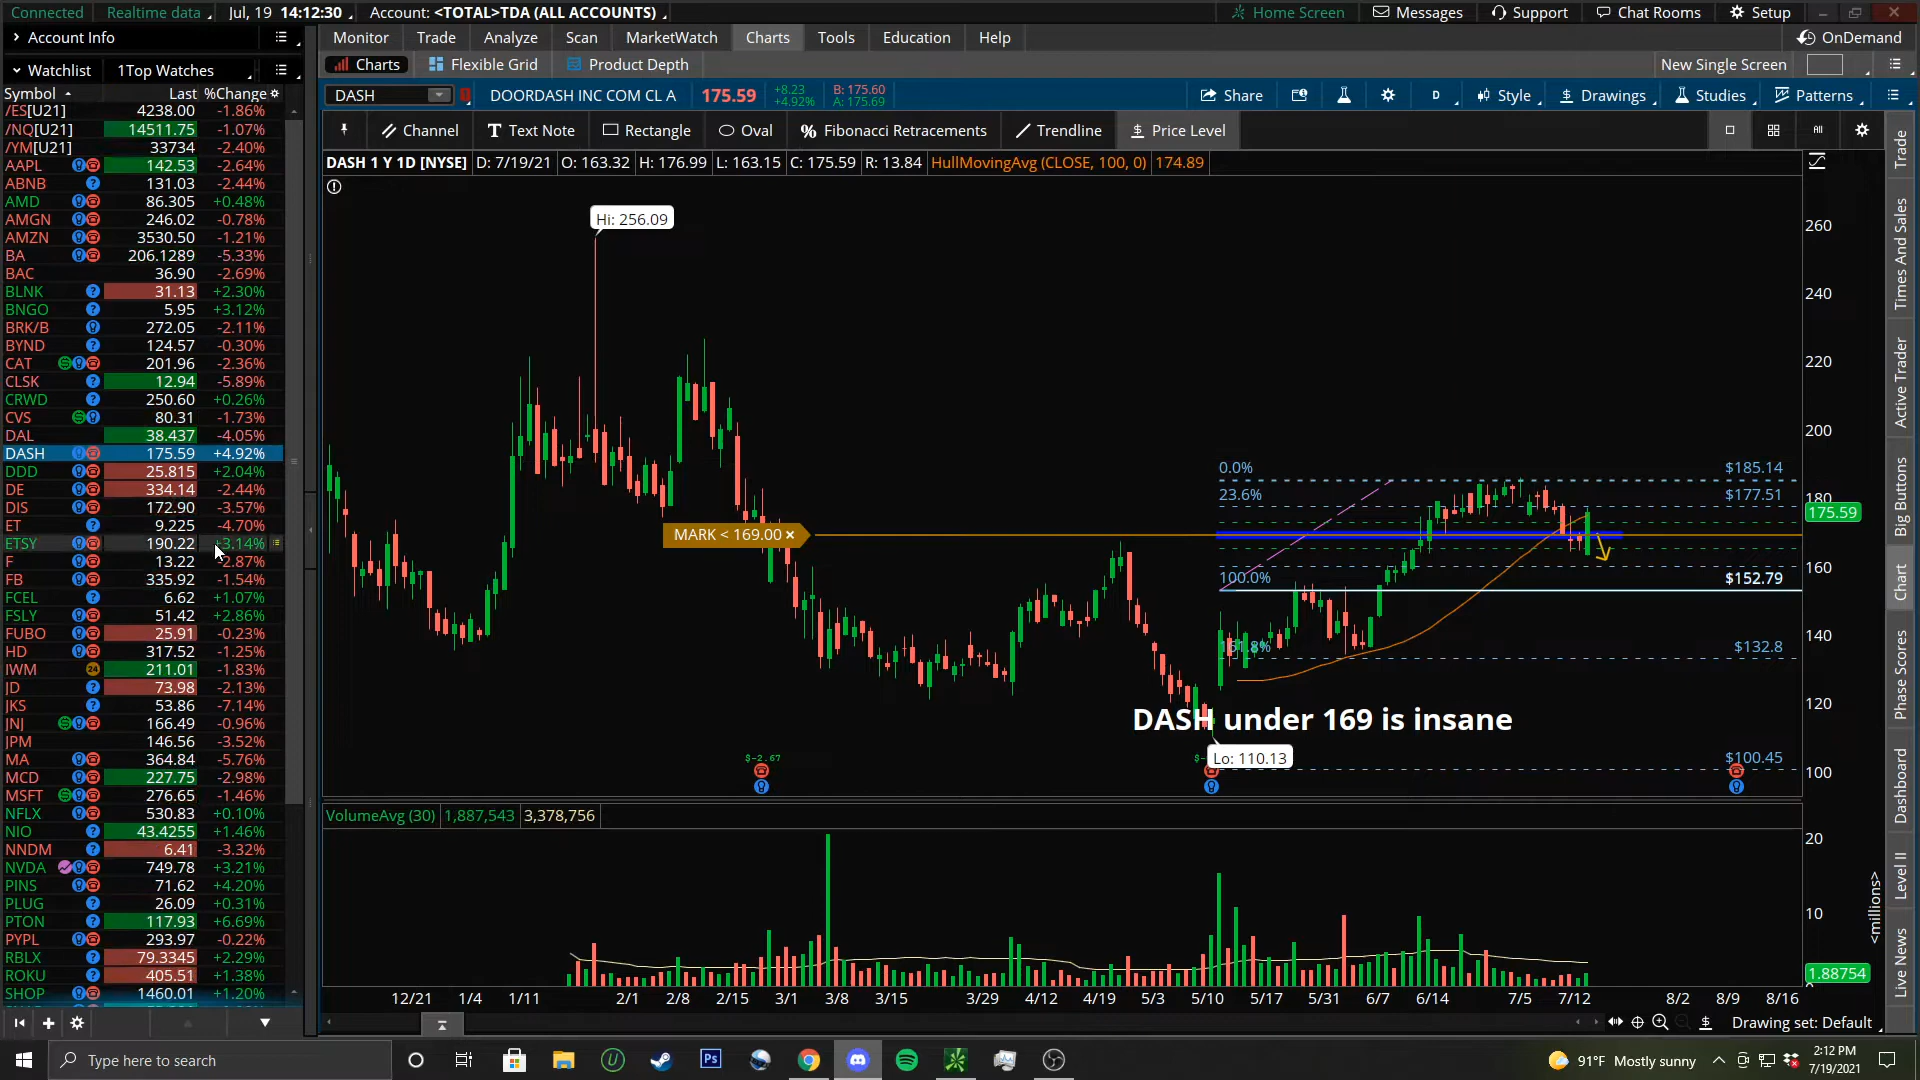 Connected Realtime data Jul, 19 14:12:30 Account: <TOTAL>TDA (ALL ACCOUNTS) Home Screen Messages Support Chat Rooms Setup
Account Info Monitor Trade Analyze Scan MarketWatch Charts Tools Education Help OnDemand
Watchlist 1Top Watches Charts Flexible Grid Product Depth New Single Screen
DASH DOORDASH INC COM CL A 175.59 +8.23 +4.92% B: 175.60 A: 175.69 Share D Style Drawings Studies Patterns
Channel Text Note Rectangle Oval Fibonacci Retracements Trendline Price Level All
DASH 1 Y 1D [NYSE] D: 7/19/21 O: 163.32 H: 176.99 L: 163.15 C: 175.59 R: 13.84 HullMovingAvg (CLOSE, 100, 0) 174.89
Symbol Last %Change
/ES[U21] 4238.00 -1.86%
/NQ[U21] 14511.75 -1.07%
/YM[U21] 33734 -2.40%
AAPL 142.53 -2.64%
ABNB 131.03 -2.44%
AMD 86.305 +0.48%
AMGN 246.02 -0.78%
AMZN 3530.50 -1.21%
BA 206.1289 -5.33%
BAC 36.90 -2.69%
BLNK 31.13 +2.30%
BNGO 5.95 +3.12%
BRK/B 272.05 -2.11%
BYND 124.57 -0.30%
CAT 201.96 -2.36%
CLSK 12.94 -5.89%
CRWD 250.60 +0.26%
CVS 80.31 -1.73%
DAL 38.437 -4.05%
DASH 175.59 +4.92%
DDD 25.815 +2.04%
DE 334.14 -2.44%
DIS 172.90 -3.57%
ET 9.225 -4.70%
ETSY 190.22 +3.14%
F 13.22 -2.87%
FB 335.92 -1.54%
FCEL 6.62 +1.07%
FSLY 51.42 +2.86%
FUBO 25.91 -0.23%
HD 317.52 -1.25%
IWM 24 211.01 -1.83%
JD 73.98 -2.13%
JKS 53.86 -7.14%
JNJ 166.49 -0.96%
JPM 146.56 -3.52%
MA 364.84 -5.76%
MCD 227.75 -2.98%
MSFT 276.65 -1.46%
NFLX 530.83 +0.10%
NIO 43.4255 +1.46%
NNDM 6.41 -3.32%
NVDA 749.78 +3.21%
PINS 71.62 +4.20%
PLUG 26.09 +0.31%
PTON 117.93 +6.69%
PYPL 293.97 -0.22%
RBLX 79.3345 +2.29%
ROKU 405.51 +1.38%
SHOP 1460.01 +1.20%
Hi: 256.09
260
240
220
200
180
175.59
160
140
120
100
0.0% $185.14
23.6% $177.51
MARK < 169.00 ×
100.0% $152.79
161.8% $132.8
DASH under 169 is insane
Lo: 110.13
$100.45
$-2.67 $-
VolumeAvg (30) 1,887,543 3,378,756
20
10
<millions>
1.88754
12/21 1/4 1/11 2/1 2/8 2/15 3/1 3/8 3/15 3/29 4/12 4/19 5/3 5/10 5/17 5/31 6/7 6/14 7/5 7/12 8/2 8/9 8/16
Drawing set: Default
Trade
Times And Sales
Active Trader
Big Buttons
Chart
Phase Scores
Dashboard
Level II
Live News
Type here to search Ps 91°F Mostly sunny 2:12 PM
7/19/2021